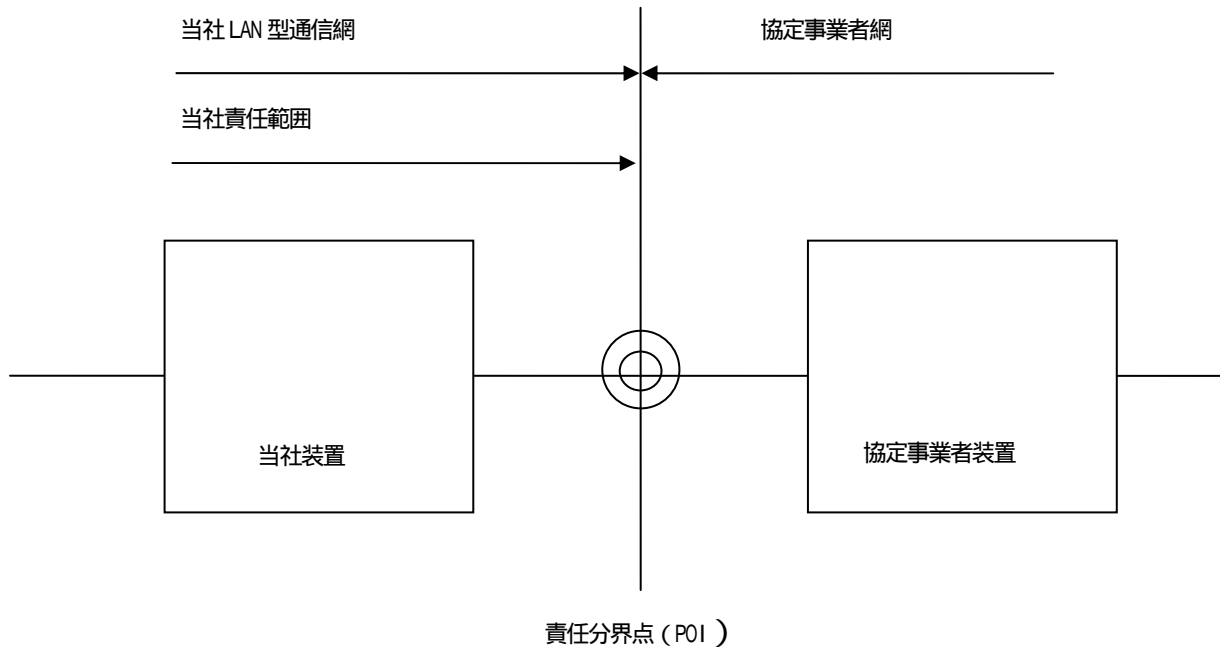 当社 LAN 型通信網
協定事業者網
当社責任範囲
当社装置
協定事業者装置
責任分界点（POI）